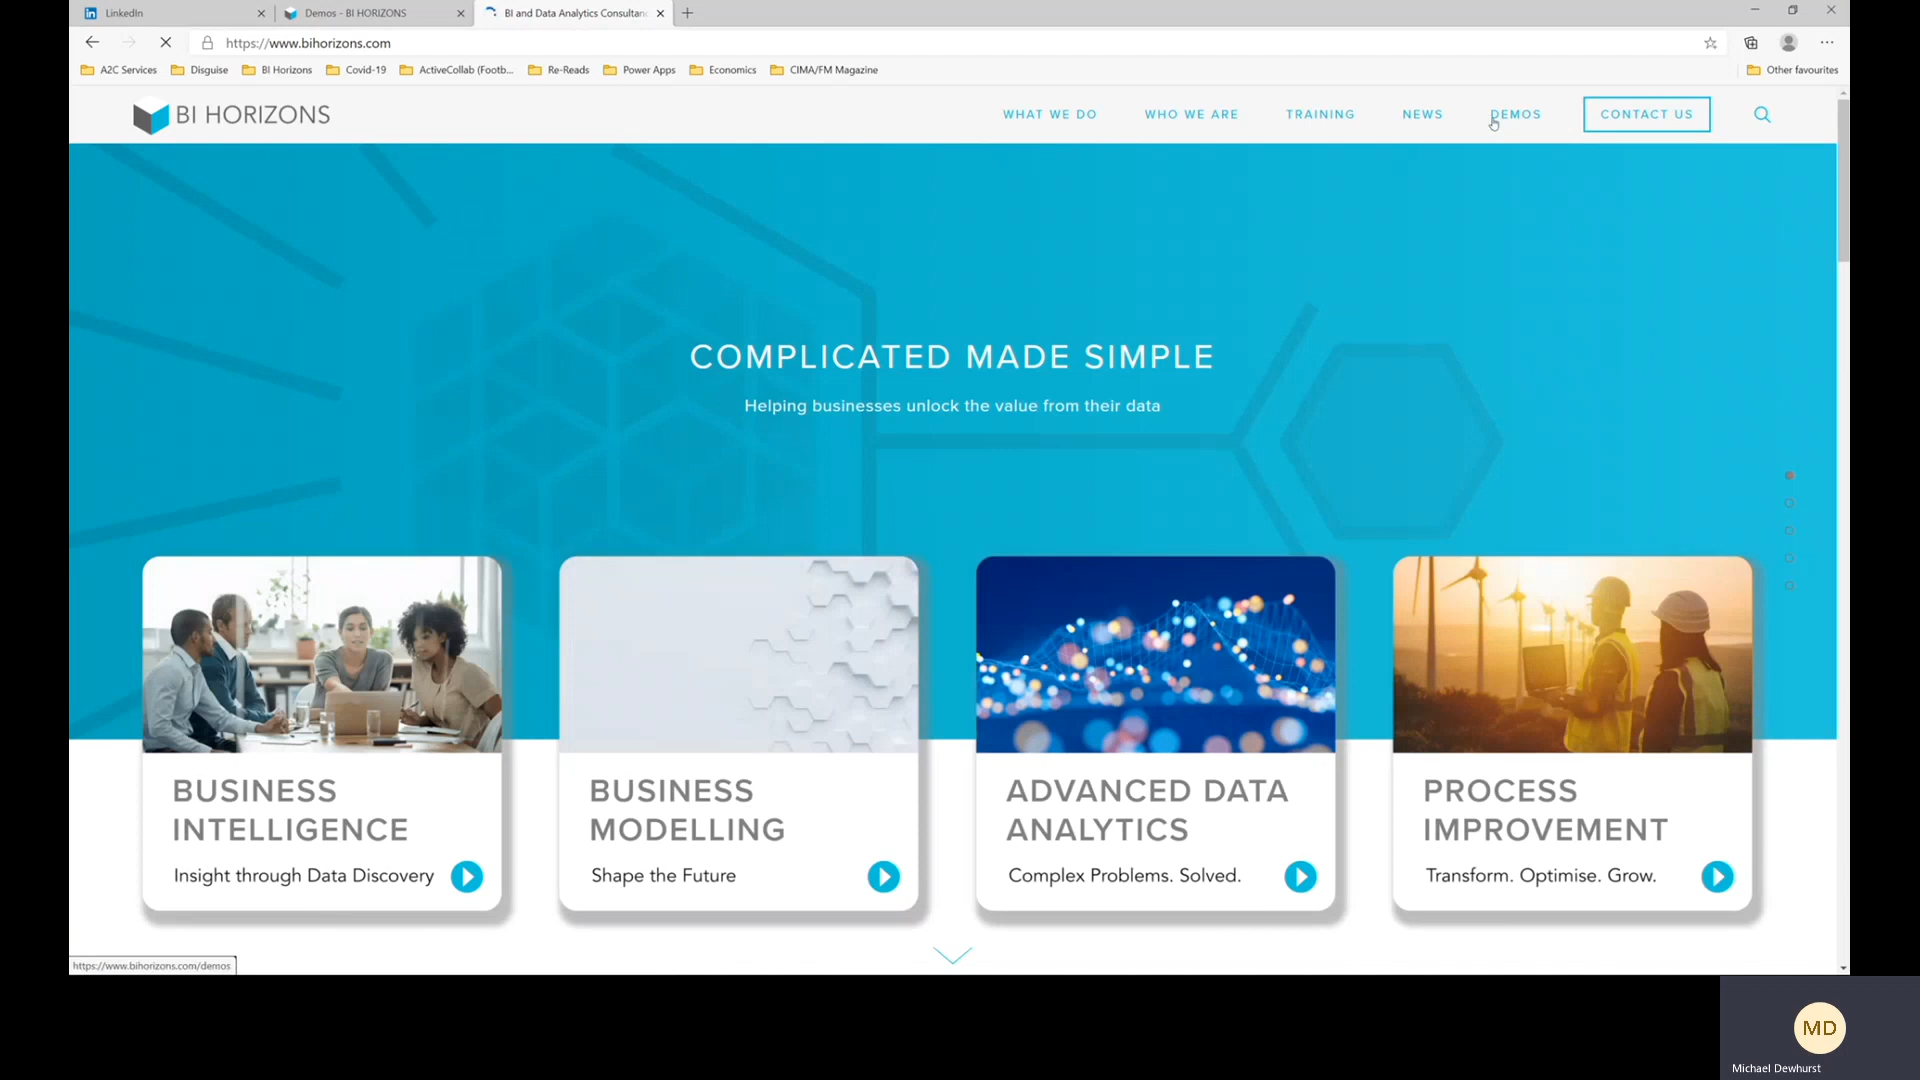 LinkedIn
Demos - BI HORIZONS
BI and Data Analytics Consultan
https://www.bihorizons.com
A2C Services
Disguise
BI Horizons
Covid-19
ActiveCollab (Footb...
Re-Reads
Power Apps
Economics
CIMA/FM Magazine
Other favourites
BI HORIZONS
WHAT WE DO
WHO WE ARE
TRAINING
NEWS
DEMOS
CONTACT US
COMPLICATED MADE SIMPLE
Helping businesses unlock the value from their data
BUSINESS
INTELLIGENCE
Insight through Data Discovery
BUSINESS
MODELLING
Shape the Future
ADVANCED DATA
ANALYTICS
Complex Problems. Solved.
PROCESS
IMPROVEMENT
Transform. Optimise. Grow.
https://www.bihorizons.com/demos
MD
Michael Dewhurst